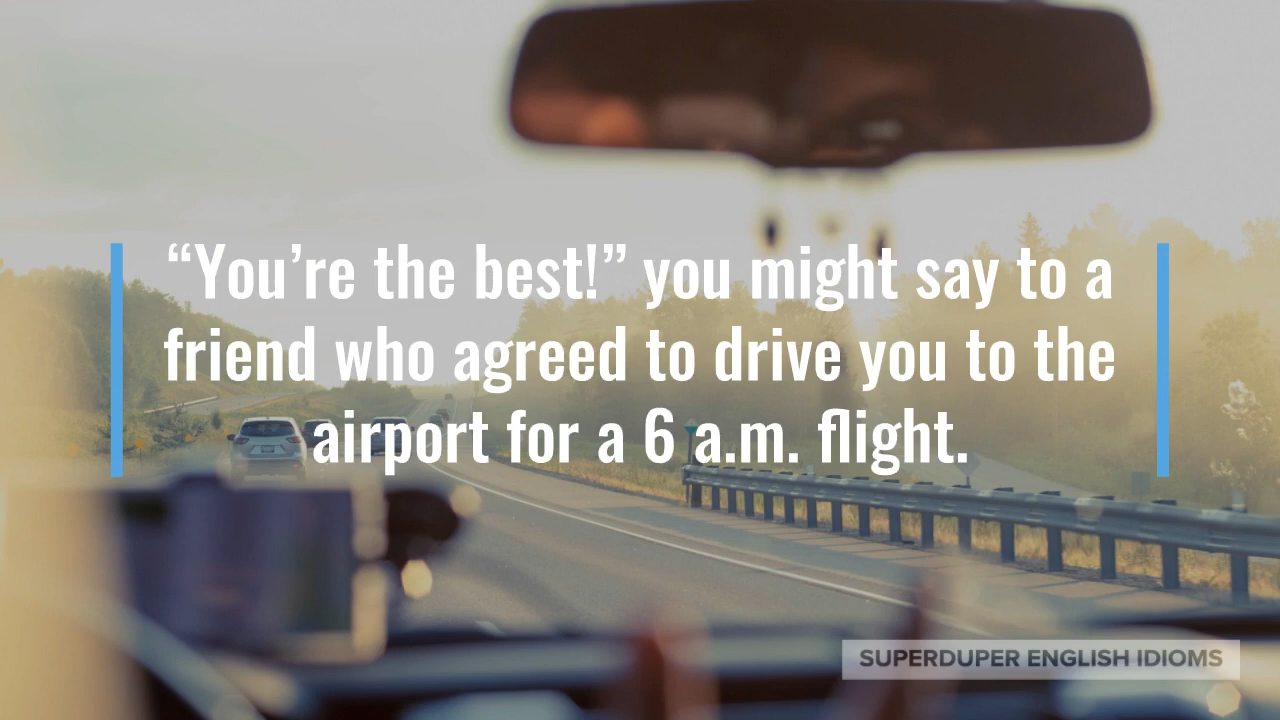 “You’re the best!” you might say to a
friend who agreed to drive you to the
airport for a 6 a.m. flight.
SUPERDUPER ENGLISH IDIOMS